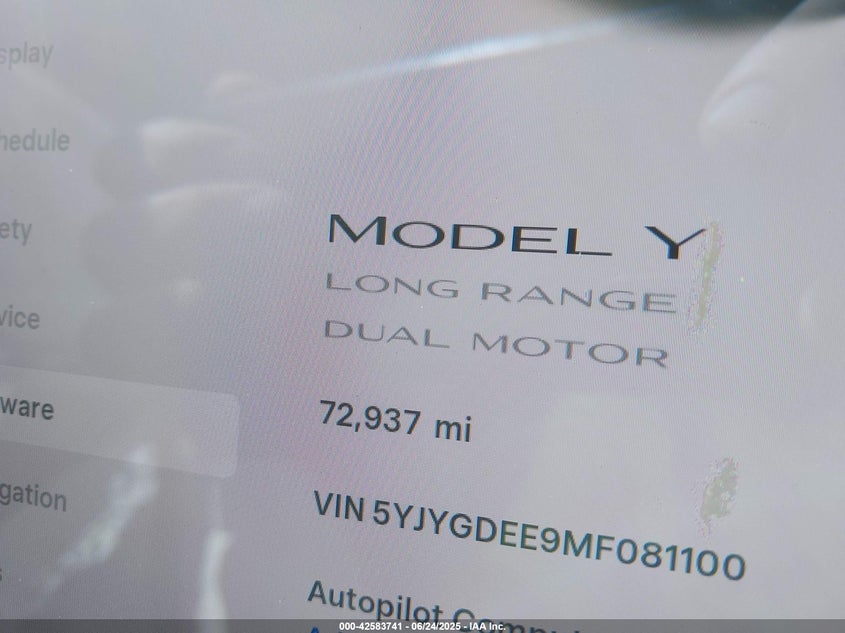 splay
hedule
ety
vice
ware
gation
MODEL Y
LONG RANGE
DUAL MOTOR
72,937 mi
VIN 5YJYGDEE9MF081100
Autopilot
000-42583741 - 06/24/2025 - IAA Inc.